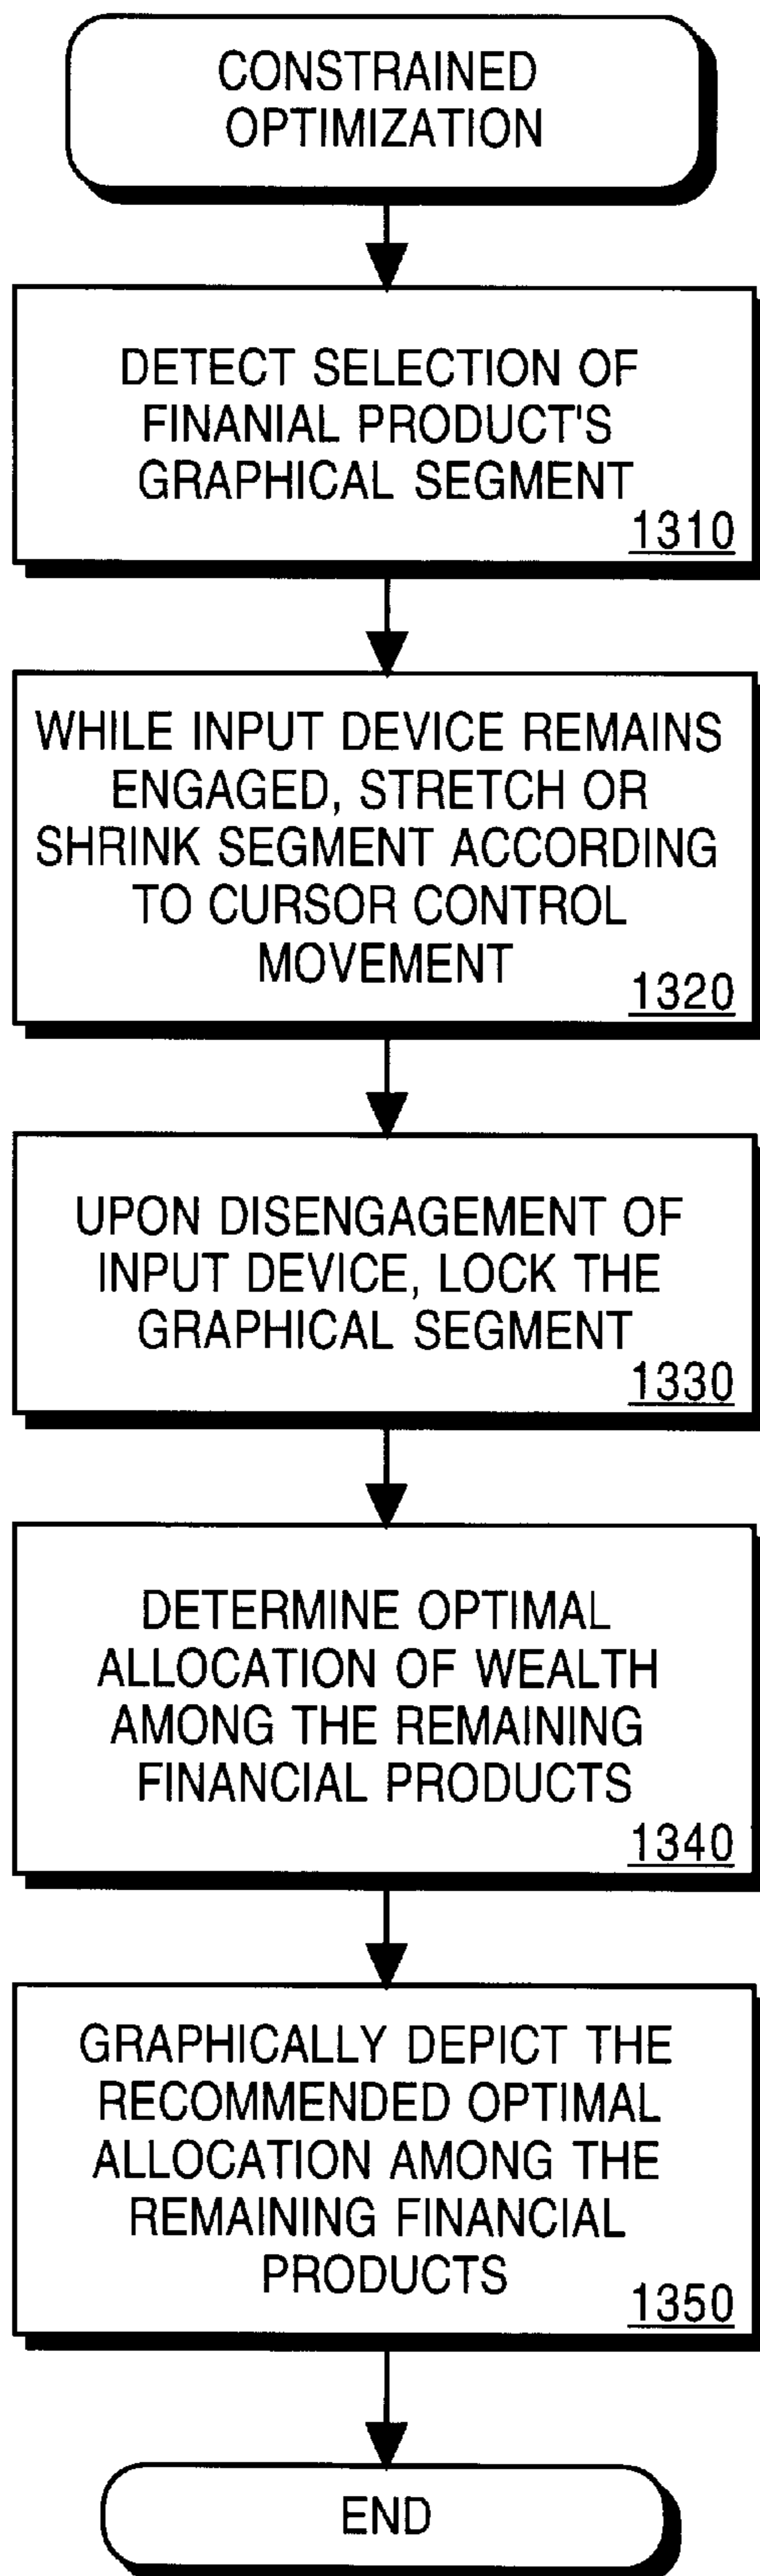 CONSTRAINED
OPTIMIZATION
DETECT SELECTION OF
FINANIAL PRODUCT'S
GRAPHICAL SEGMENT
1310
WHILE INPUT DEVICE REMAINS
ENGAGED, STRETCH OR
SHRINK SEGMENT ACCORDING
TO CURSOR CONTROL
MOVEMENT
1320
UPON DISENGAGEMENT OF
INPUT DEVICE, LOCK THE
GRAPHICAL SEGMENT
1330
DETERMINE OPTIMAL
ALLOCATION OF WEALTH
AMONG THE REMAINING
FINANCIAL PRODUCTS
1340
GRAPHICALLY DEPICT THE
RECOMMENDED OPTIMAL
ALLOCATION AMONG THE
REMAINING FINANCIAL
PRODUCTS
1350
END